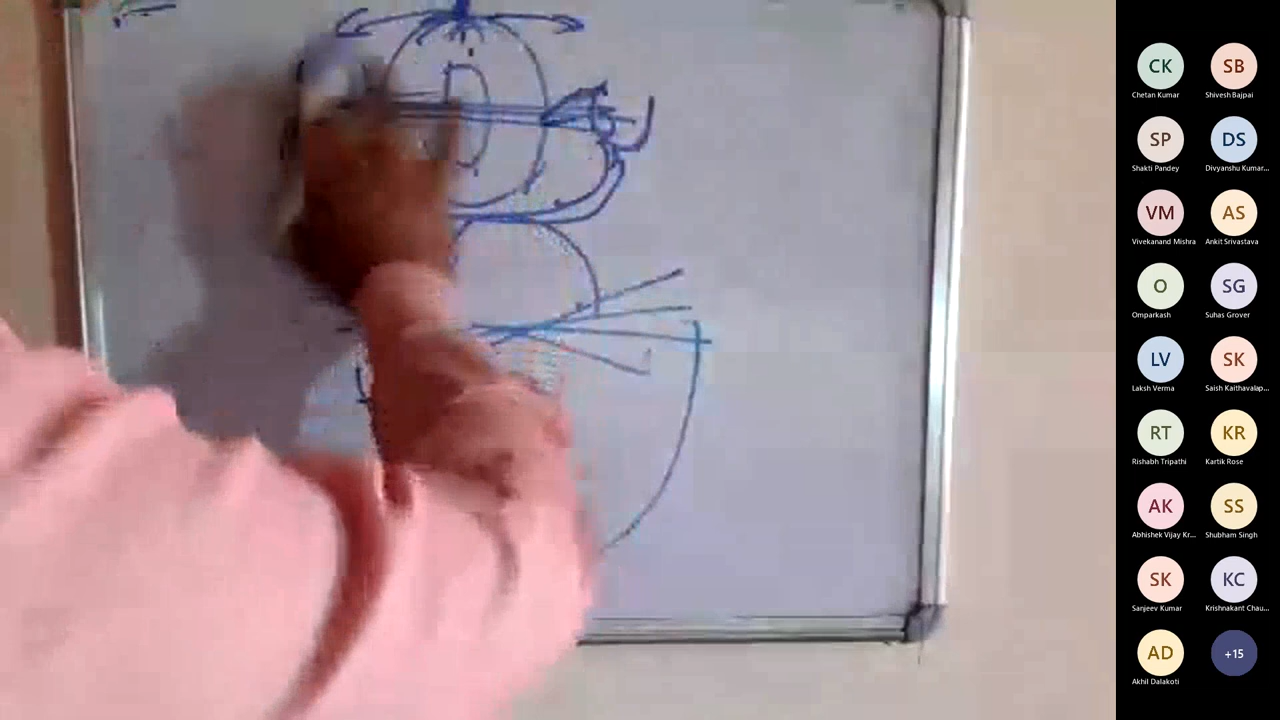 D
CK SB
Chetan Kumar Shivesh Bajpai
SP DS
Shakti Pandey Divyanshu Kumar...
VM AS
Vivekanand Mishra Ankit Srivastava
O SG
Omparkash Suhas Grover
LV SK
Laksh Verma Saish Kaithavalap...
RT KR
Rishabh Tripathi Kartik Rose
AK SS
Abhishek Vijay Kr... Shubham Singh
SK KC
Sanjeev Kumar Krishnakant Chau...
AD +15
Akhil Dalakoti